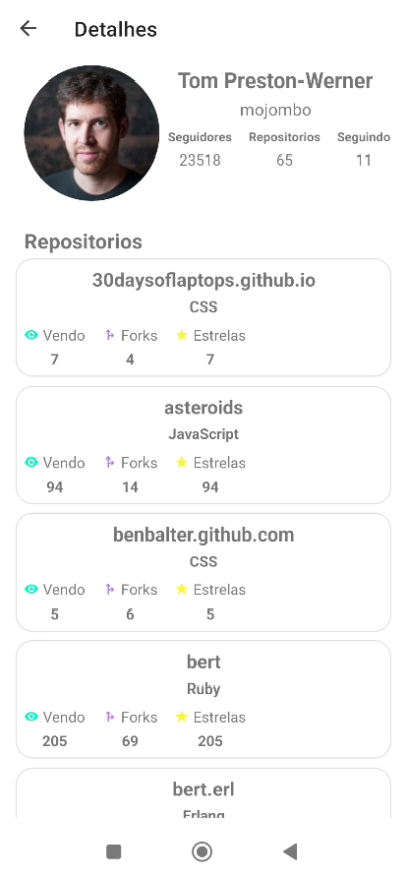 Detalhes
Tom Preston-Werner
mojombo
Seguidores Repositorios Seguindo
23518 65 11
Repositorios
30daysoflaptops.github.io
CSS
Vendo Forks Estrelas
7 4 7
asteroids
JavaScript
Vendo Forks Estrelas
94 14 94
benbalter.github.com
CSS
Vendo Forks Estrelas
5 6 5
bert
Ruby
Vendo Forks Estrelas
205 69 205
bert.erl
Erlang